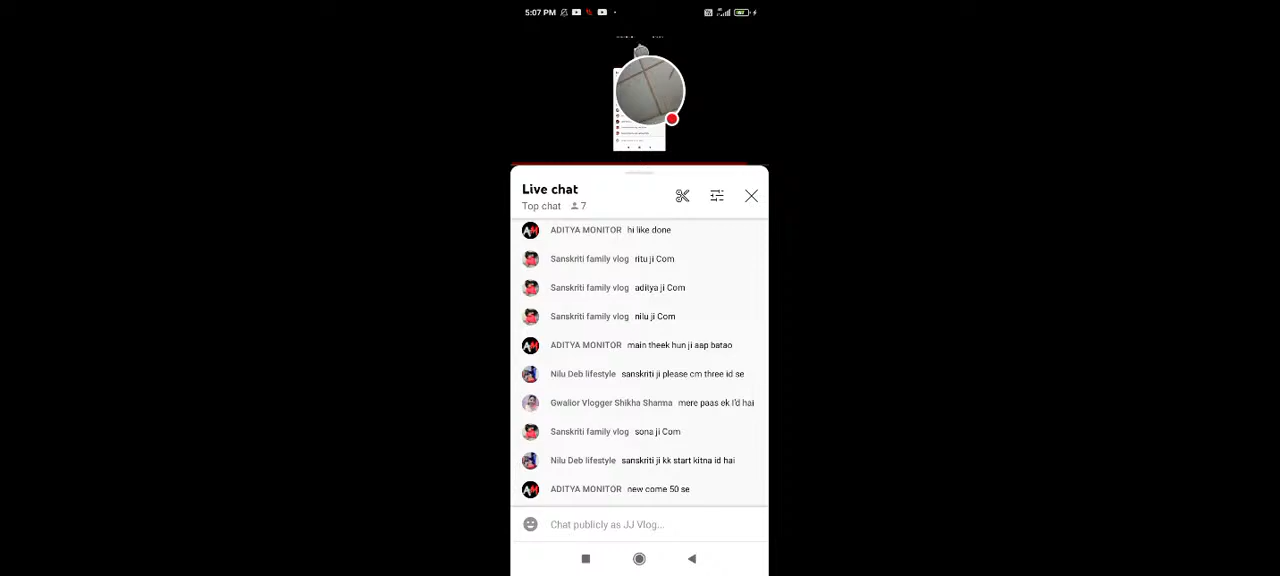 5:07 PM
Live chat
Top chat 7
ADITYA MONITOR hi like done
Sanskriti family vlog ritu ji Com
Sanskriti family vlog aditya ji Com
Sanskriti family vlog nilu ji Com
ADITYA MONITOR main theek hun ji aap batao
Nilu Deb lifestyle sanskriti ji please cm three id se
Gwalior Vlogger Shikha Sharma mere paas ek I'd hai
Sanskriti family vlog sona ji Com
Nilu Deb lifestyle sanskriti ji kk start kitna id hai
ADITYA MONITOR new come 50 se
Chat publicly as JJ Vlog...